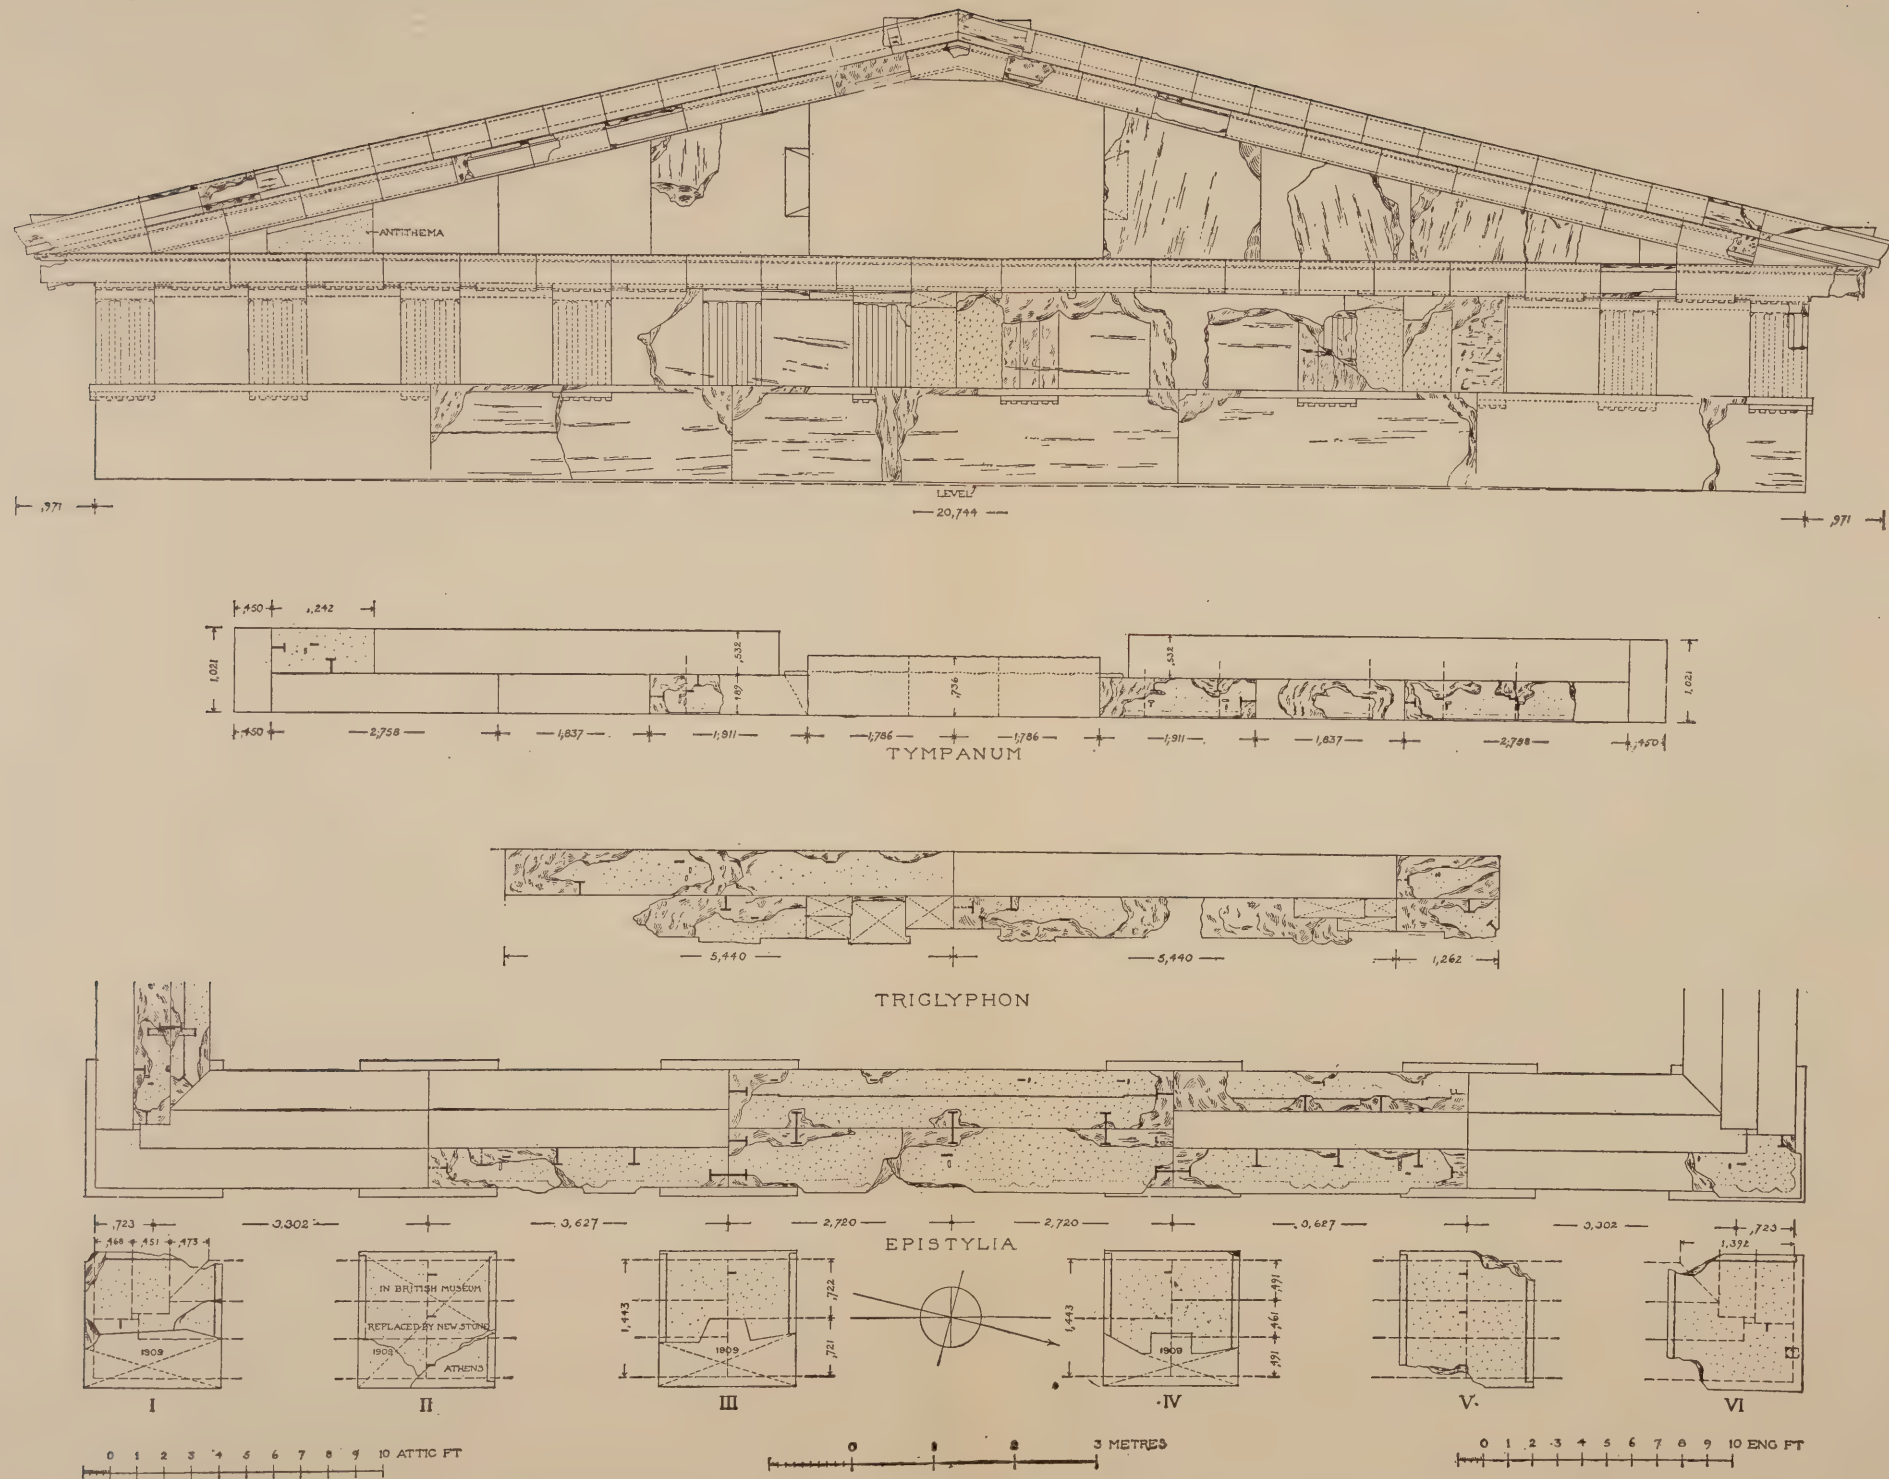 ANTITHEMA
,971
LEVEL
20,744
,971
,450 1,242
1,021
,532
,189
,736
,532
1,021
,450 2,758 1,837 1,911 1,786 1,786 1,911 1,837 2,758 ,450
TYMPANUM
5,440 5,440 1,262
TRIGLYPHON
,723 3,302 3,627 2,720 2,720 3,627 3,302 ,723
,468 ,451 ,473
EPISTYLIA
1,392
1909
IN BRITISH MUSEUM
REPLACED BY NEW STONE
1909
ATHENS
1,443
1909
,722
,721
1,443
1909
,491
,461
,491
I II III IV V VI
0 1 2 3 4 5 6 7 8 9 10 ATTIC FT
0 1 2 3 METRES
0 1 2 3 4 5 6 7 8 9 10 ENG FT